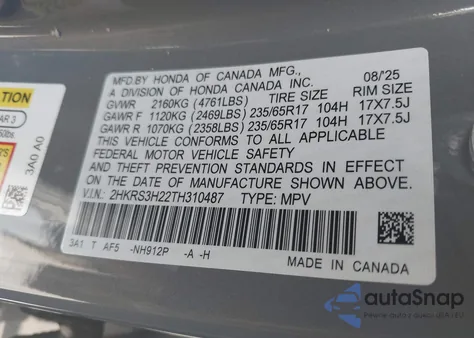 MFD.BY HONDA OF CANADA MFG.,
A DIVISION OF HONDA CANADA INC. 08/'25
GVWR 2160KG (4761LBS) TIRE SIZE RIM SIZE
GAWR F 1120KG (2469LBS) 235/65R17 104H 17X7.5J
GAWR R 1070KG (2358LBS) 235/65R17 104H 17X7.5J
THIS VEHICLE CONFORMS TO ALL APPLICABLE
FEDERAL MOTOR VEHICLE SAFETY
AND THEFT PREVENTION STANDARDS IN EFFECT
ON THE DATE OF MANUFACTURE SHOWN ABOVE.
V.I.N.: 2HKRS3H22TH310487 TYPE: MPV
3A1 T AF5 -NH912P -A -H
MADE IN CANADA
3A0 A0
autoSnap